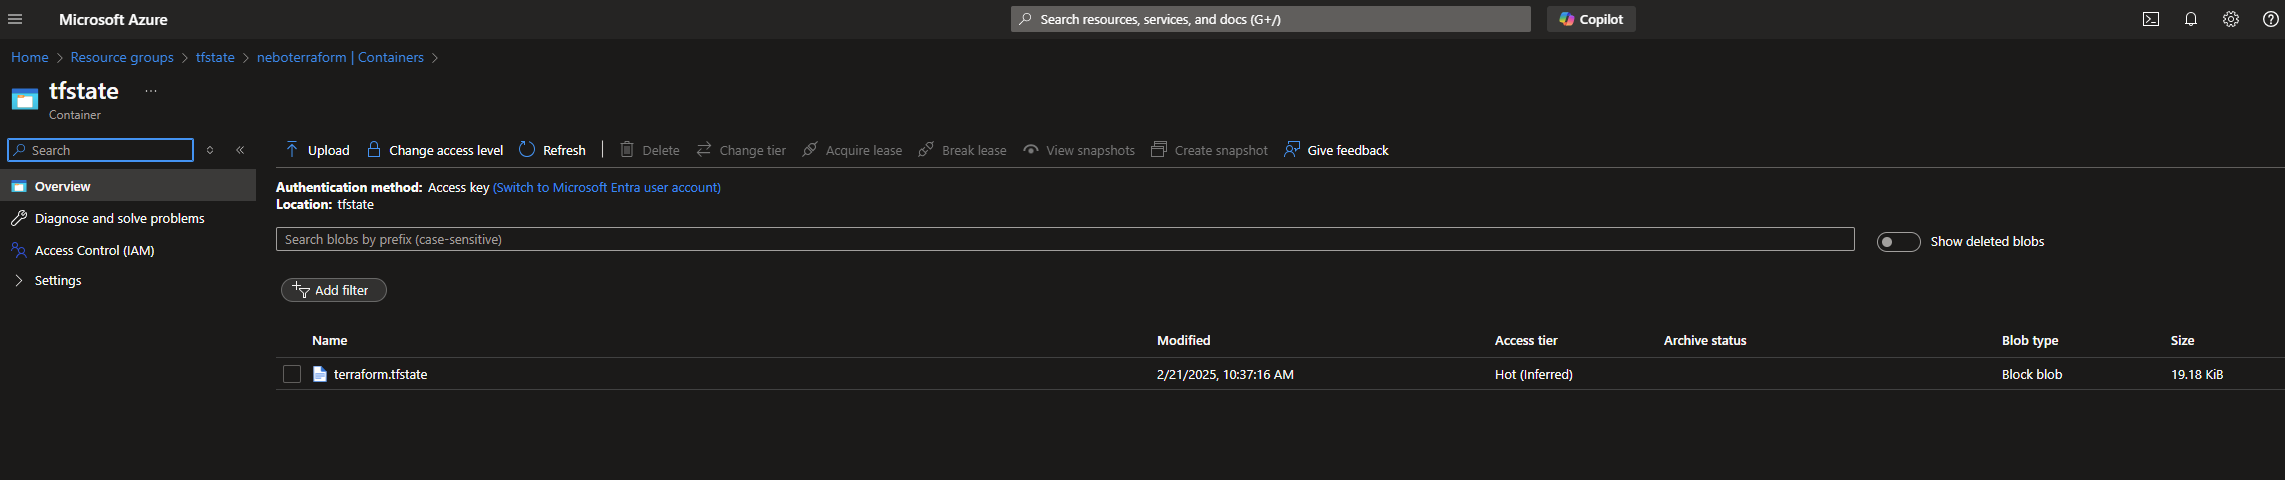 Microsoft Azure
Search resources, services, and docs (G+/)
Copilot
Home > Resource groups > tfstate > neboterraform | Containers >
tfstate ...
Container
Search
Upload Change access level Refresh | Delete Change tier Acquire lease Break lease View snapshots Create snapshot Give feedback
Overview
Diagnose and solve problems
Access Control (IAM)
Settings
Authentication method: Access key (Switch to Microsoft Entra user account)
Location: tfstate
Search blobs by prefix (case-sensitive)
Show deleted blobs
Add filter
Name Modified Access tier Archive status Blob type Size
terraform.tfstate 2/21/2025, 10:37:16 AM Hot (Inferred) Block blob 19.18 KiB